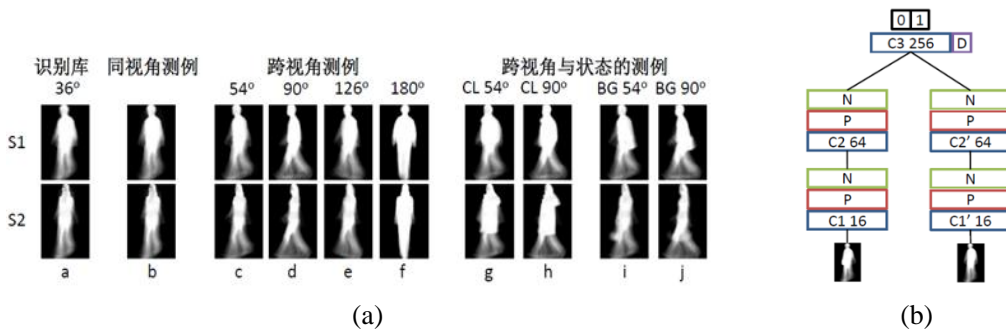 识别库 同视角测例 跨视角测例 跨视角与状态的测例
36° 54° 90° 126° 180° CL 54° CL 90° BG 54° BG 90°
S1
S2
a b c d e f g h i j
(a)
0 1
C3 256 D
N N
P P
C2 64 C2' 64
N N
P P
C1 16 C1' 16
(b)